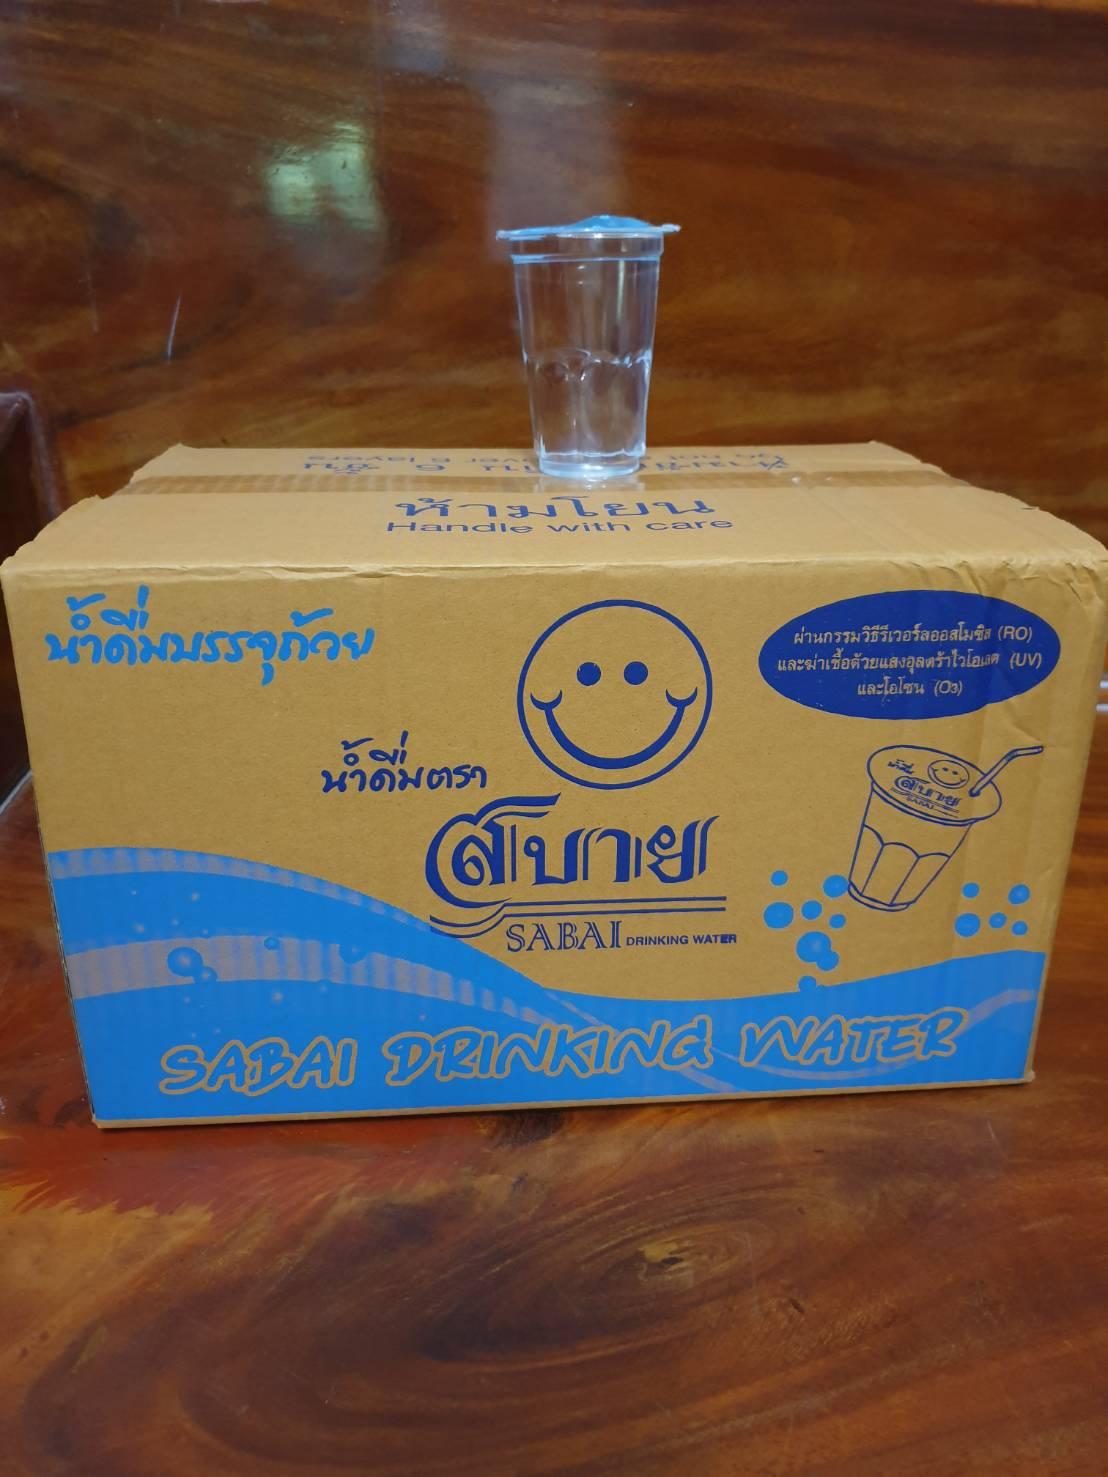 ห้ามโยน
Handle with care
น้ำดื่มบรรจุถ้วย
ผ่านกรรมวิธีรีเวอร์สออสโมซิส (RO)
และฆ่าเชื้อด้วยแสงอุลตร้าไวโอเลต (UV)
และโอโซน (O3)
น้ำดื่มตรา
สบาย
SABAI DRINKING WATER
น้ำดื่ม
สบาย
SABAI
SABAI DRINKING WATER